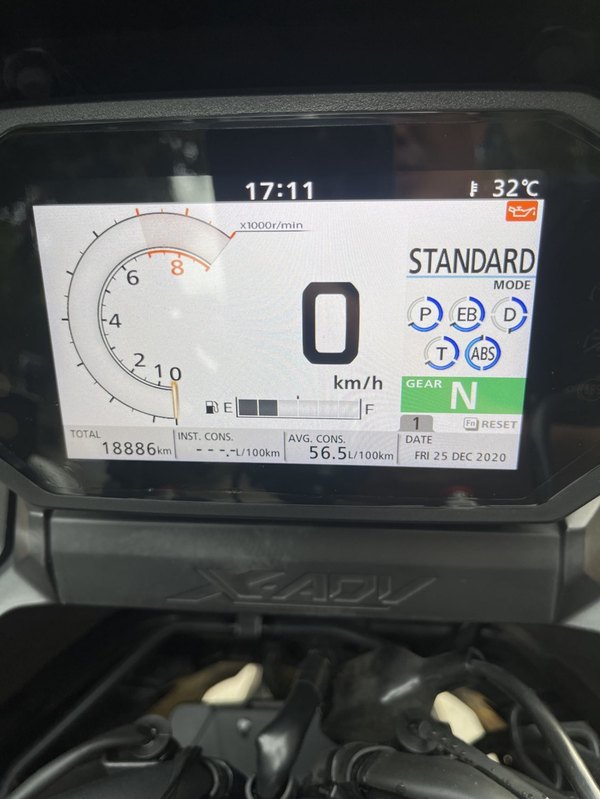 17:11
32℃
x1000r/min
STANDARD
MODE
P EB D
T ABS
0 1 2 4 6 8
0
km/h
E F
GEAR N
1
Fn RESET
TOTAL
18886km
INST. CONS.
---.-L/100km
AVG. CONS.
56.5L/100km
DATE
FRI 25 DEC 2020
X-ADV